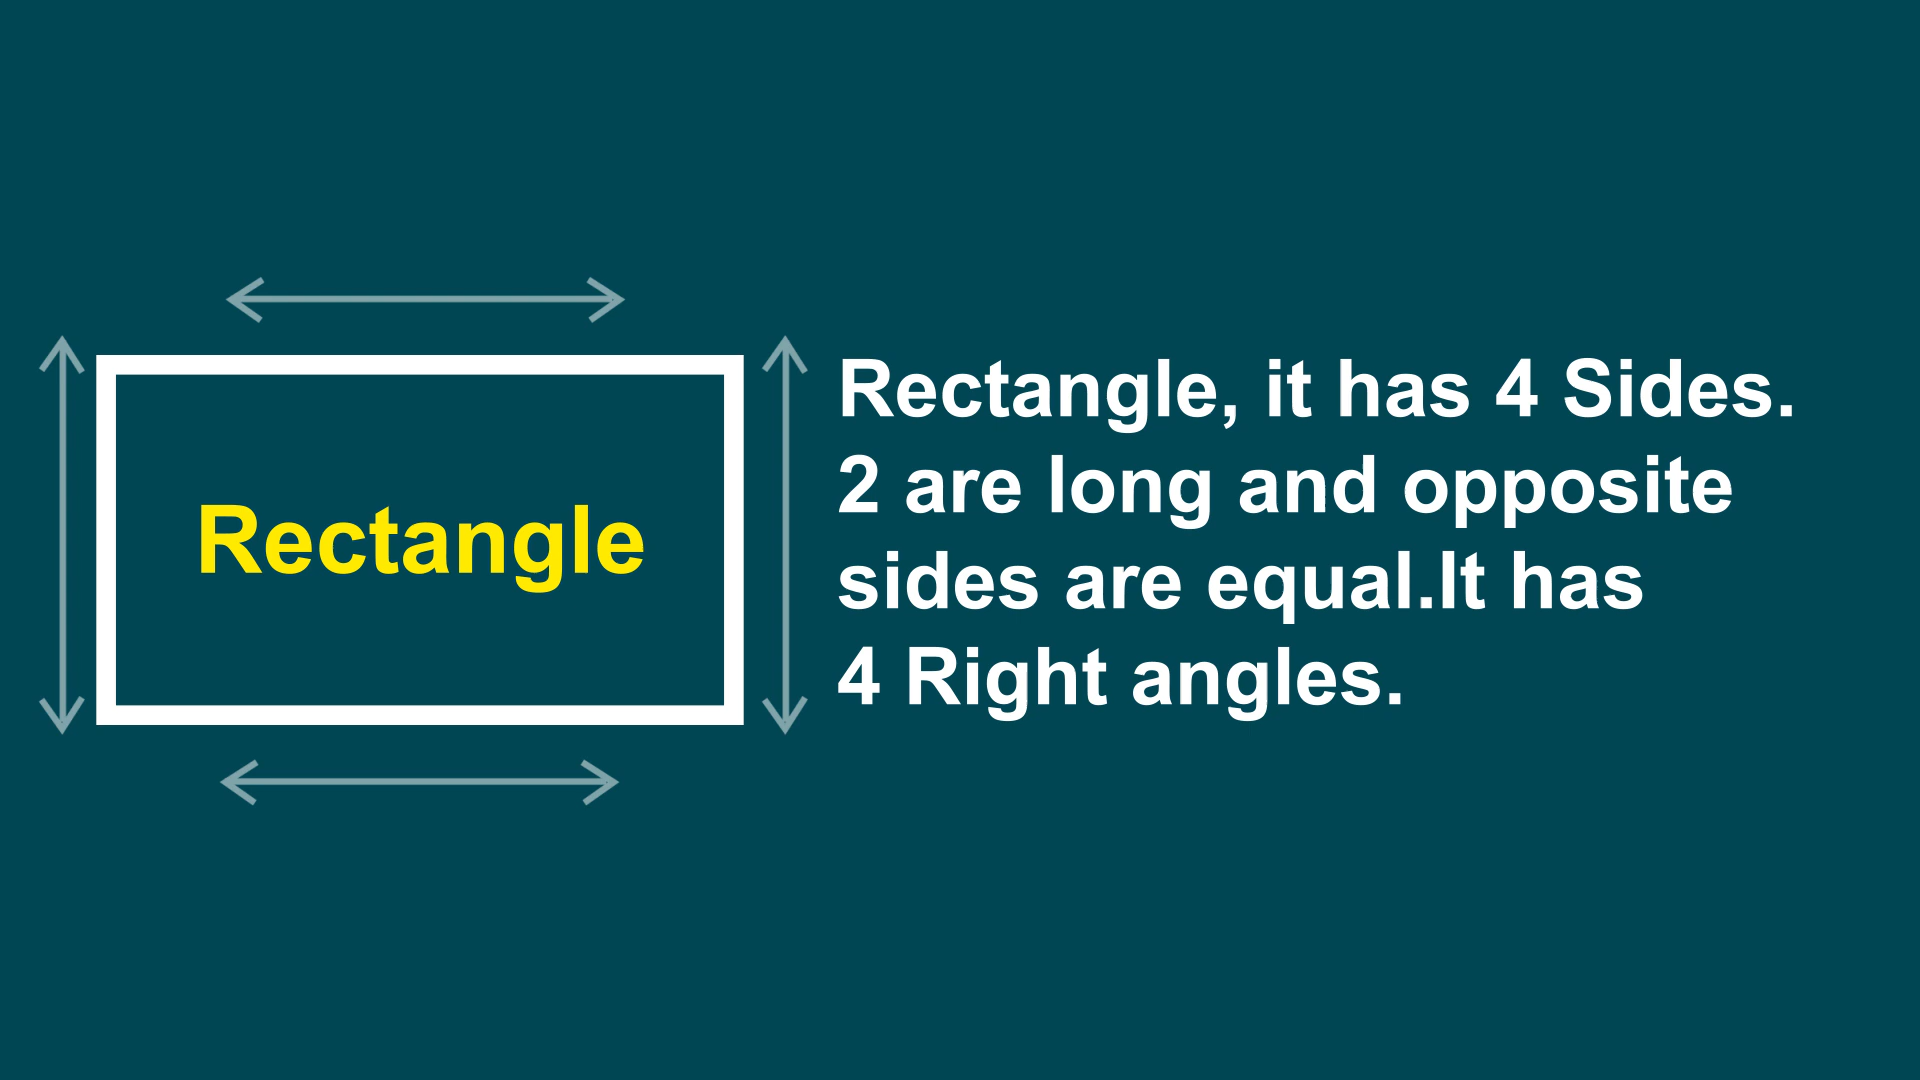 Rectangle
Rectangle, it has 4 Sides.
2 are long and opposite
sides are equal.It has
4 Right angles.